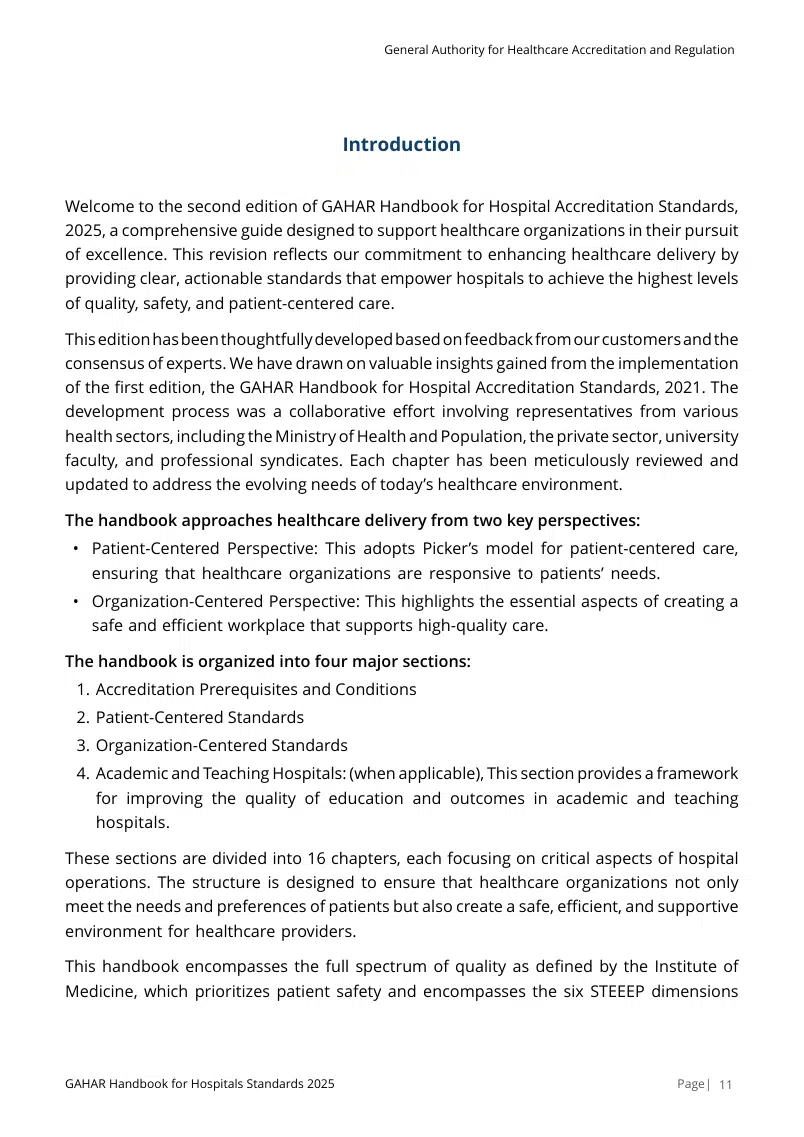 General Authority for Healthcare Accreditation and Regulation
Introduction
Welcome to the second edition of GAHAR Handbook for Hospital Accreditation Standards,
2025, a comprehensive guide designed to support healthcare organizations in their pursuit
of excellence. This revision reflects our commitment to enhancing healthcare delivery by
providing clear, actionable standards that empower hospitals to achieve the highest levels
of quality, safety, and patient-centered care.
This edition has been thoughtfully developed based on feedback from our customers and the
consensus of experts. We have drawn on valuable insights gained from the implementation
of the first edition, the GAHAR Handbook for Hospital Accreditation Standards, 2021. The
development process was a collaborative effort involving representatives from various
health sectors, including the Ministry of Health and Population, the private sector, university
faculty, and professional syndicates. Each chapter has been meticulously reviewed and
updated to address the evolving needs of today’s healthcare environment.
The handbook approaches healthcare delivery from two key perspectives:
• Patient-Centered Perspective: This adopts Picker’s model for patient-centered care,
ensuring that healthcare organizations are responsive to patients’ needs.
• Organization-Centered Perspective: This highlights the essential aspects of creating a
safe and efficient workplace that supports high-quality care.
The handbook is organized into four major sections:
1. Accreditation Prerequisites and Conditions
2. Patient-Centered Standards
3. Organization-Centered Standards
4. Academic and Teaching Hospitals: (when applicable), This section provides a framework
for improving the quality of education and outcomes in academic and teaching
hospitals.
These sections are divided into 16 chapters, each focusing on critical aspects of hospital
operations. The structure is designed to ensure that healthcare organizations not only
meet the needs and preferences of patients but also create a safe, efficient, and supportive
environment for healthcare providers.
This handbook encompasses the full spectrum of quality as defined by the Institute of
Medicine, which prioritizes patient safety and encompasses the six STEEEP dimensions
GAHAR Handbook for Hospitals Standards 2025
Page| 11